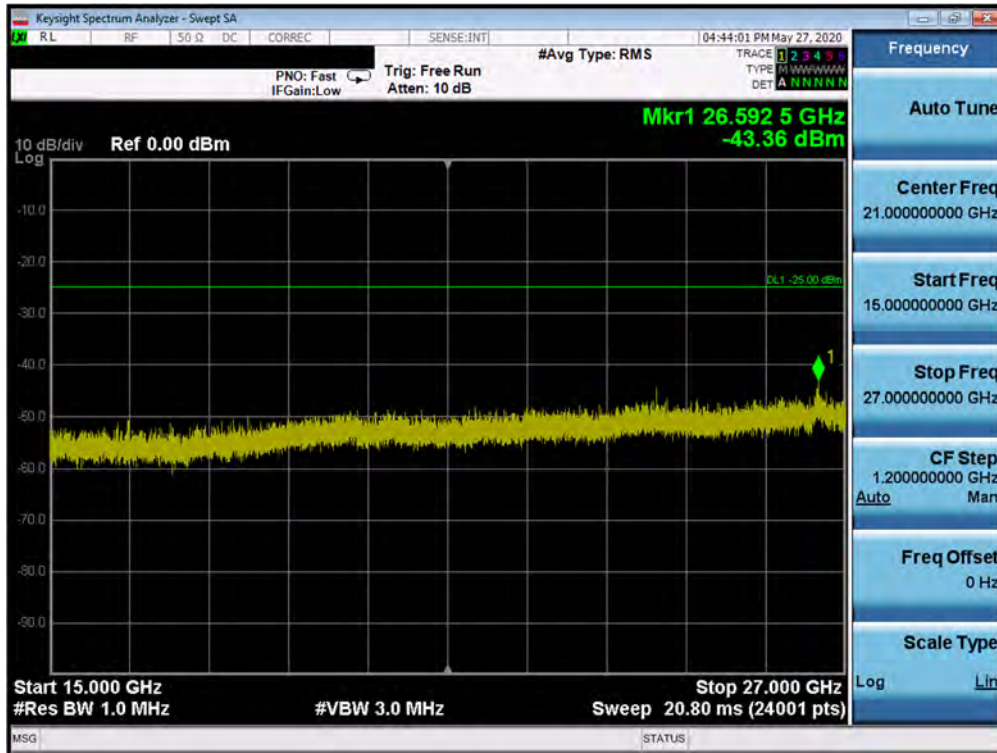 Keysight Spectrum Analyzer - Swept SA
LXI RL RF 50 Ω DC CORREC SENSE:INT 04:44:01 PM May 27, 2020
#Avg Type: RMS TRACE 1 2 3 4 5 6
PNO: Fast Trig: Free Run TYPE M WWWWW
IFGain:Low Atten: 10 dB DET A N N N N N
Mkr1 26.592 5 GHz
10 dB/div Ref 0.00 dBm -43.36 dBm
Log
-10.0
-20.0
DL1 -25.00 dBm
-30.0
-40.0
1
-50.0
-60.0
-70.0
-80.0
-90.0
Start 15.000 GHz Stop 27.000 GHz
#Res BW 1.0 MHz #VBW 3.0 MHz Sweep 20.80 ms (24001 pts)
MSG STATUS
Frequency
Auto Tune
Center Freq
21.000000000 GHz
Start Freq
15.000000000 GHz
Stop Freq
27.000000000 GHz
CF Step
1.200000000 GHz
Auto Man
Freq Offset
0 Hz
Scale Type
Log Lin